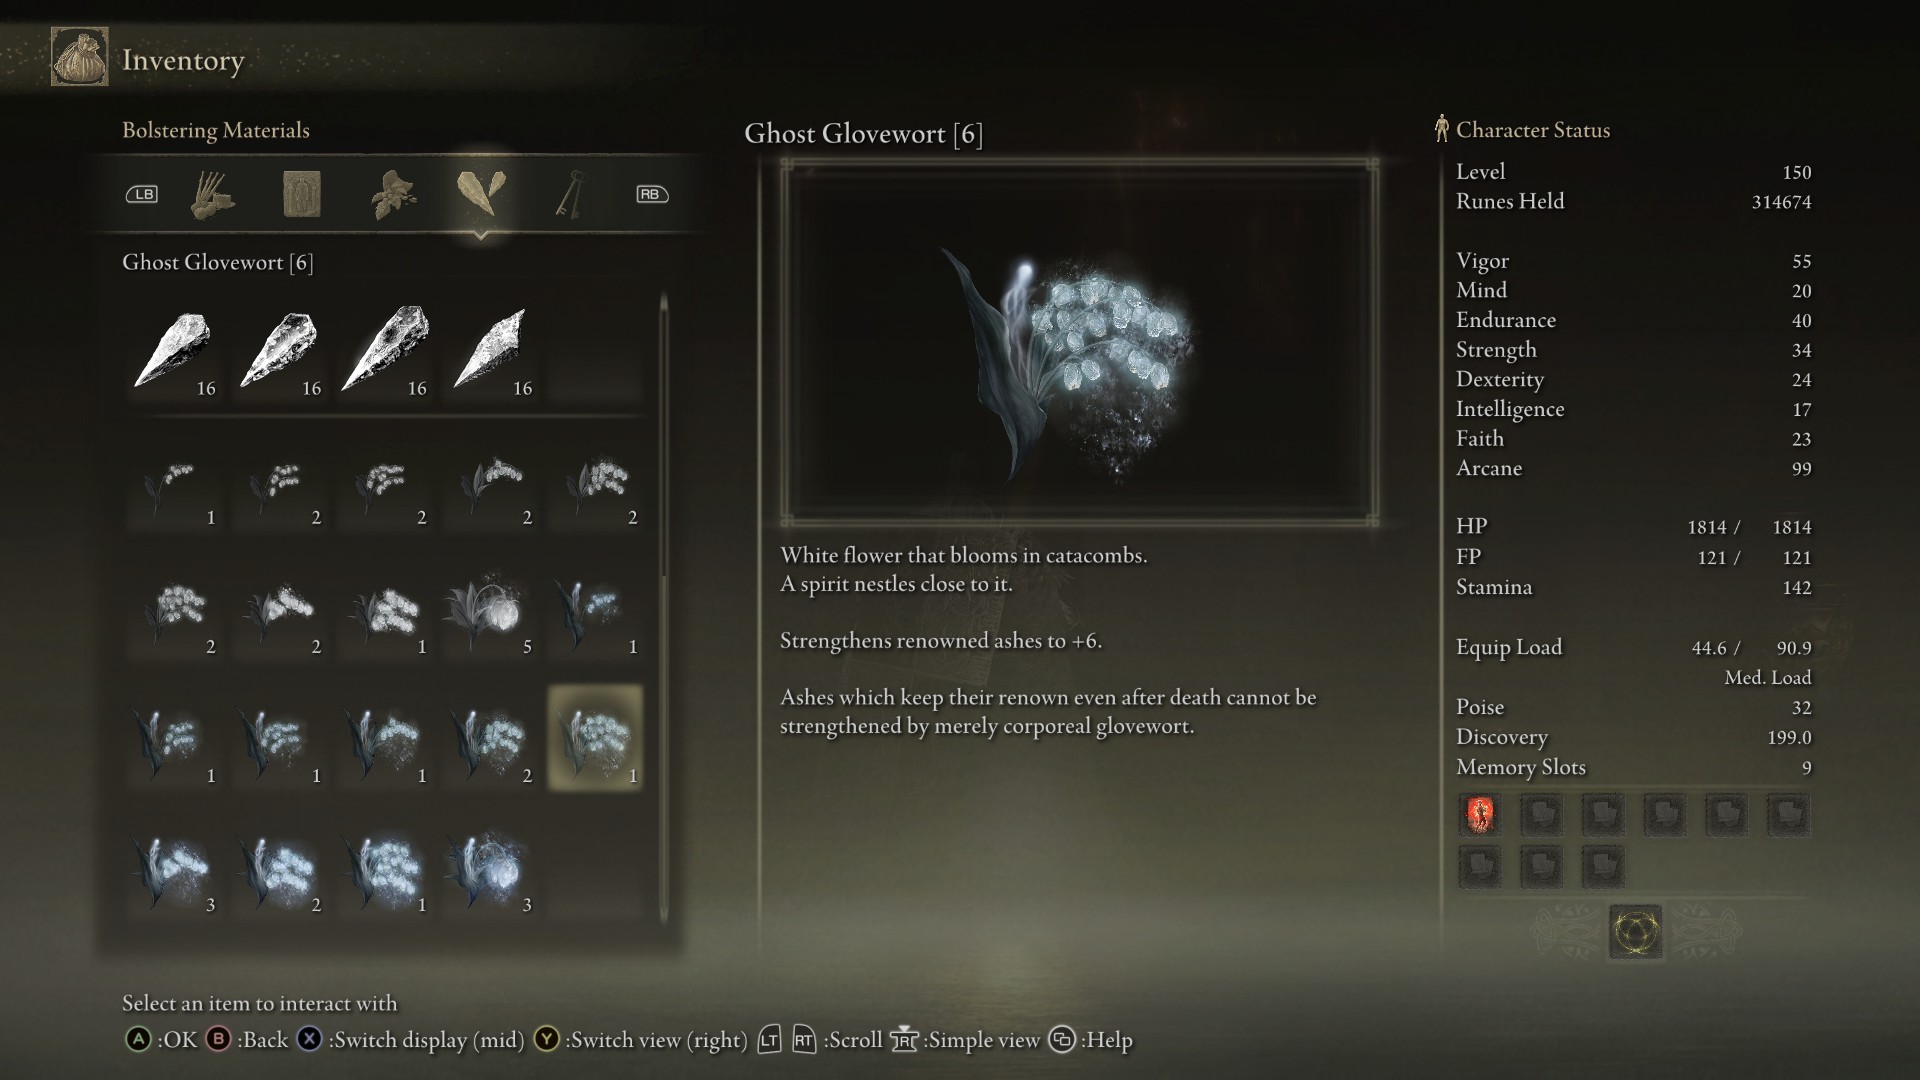 Inventory
Bolstering Materials
LB
RB
Ghost Glovewort [6]
16 16 16 16
1 2 2 2 2
2 2 1 5 1
1 1 1 2 1
3 2 1 3
Ghost Glovewort [6]
White flower that blooms in catacombs.
A spirit nestles close to it.
Strengthens renowned ashes to +6.
Ashes which keep their renown even after death cannot be
strengthened by merely corporeal glovewort.
Character Status
Level 150
Runes Held 314674
Vigor 55
Mind 20
Endurance 40
Strength 34
Dexterity 24
Intelligence 17
Faith 23
Arcane 99
HP 1814 / 1814
FP 121 / 121
Stamina 142
Equip Load 44.6 / 90.9
Med. Load
Poise 32
Discovery 199.0
Memory Slots 9
Select an item to interact with
A :OK B :Back X :Switch display (mid) Y :Switch view (right) LT RT :Scroll R :Simple view :Help